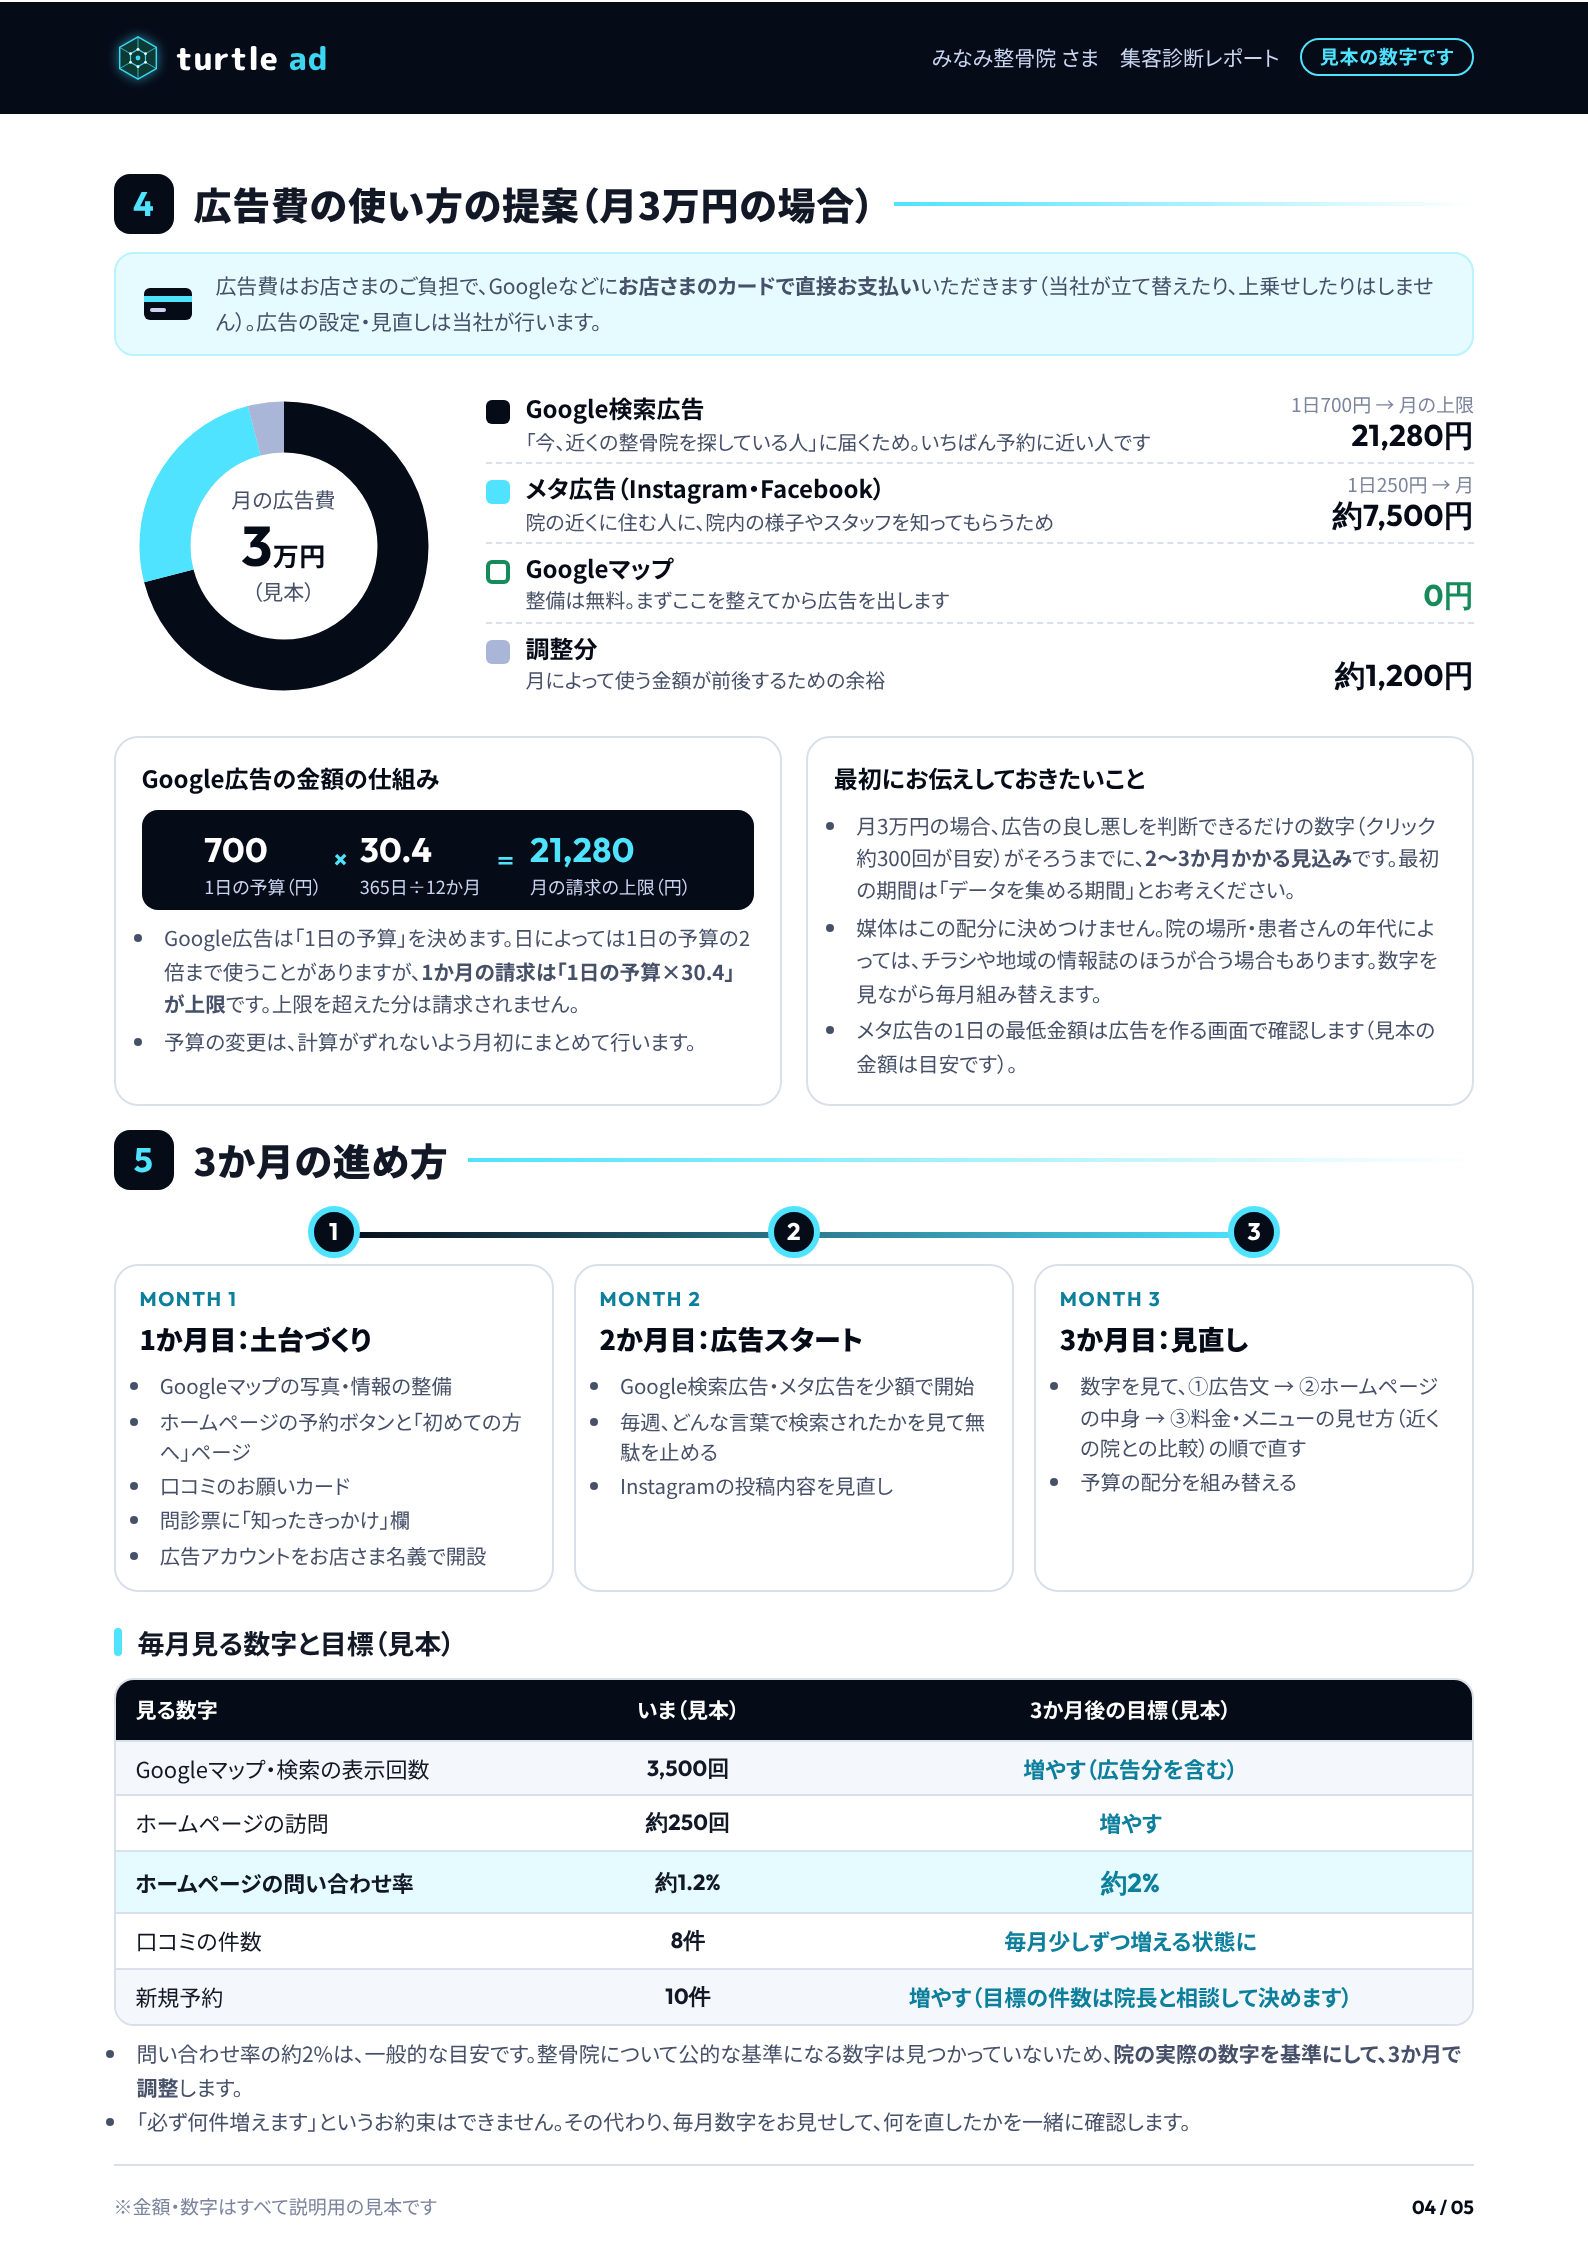 turtle ad
みなみ整骨院 さま 集客診断レポート 見本の数字です
4 広告費の使い方の提案（月3万円の場合）
広告費はお店さまのご負担で、Googleなどにお店さまのカードで直接お支払いいただきます（当社が立て替えたり、上乗せしたりはしませ
ん）。広告の設定・見直しは当社が行います。
月の広告費
3万円
（見本）
Google検索広告
「今、近くの整骨院を探している人」に届くため。いちばん予約に近い人です
1日700円 → 月の上限
21,280円
メタ広告（Instagram・Facebook）
院の近くに住む人に、院内の様子やスタッフを知ってもらうため
1日250円 → 月
約7,500円
Googleマップ
整備は無料。まずここを整えてから広告を出します
0円
調整分
月によって使う金額が前後するための余裕
約1,200円
Google広告の金額の仕組み
700 × 30.4 = 21,280
1日の予算（円） 365日÷12か月 月の請求の上限（円）
• Google広告は「1日の予算」を決めます。日によっては1日の予算の2
倍まで使うことがありますが、1か月の請求は「1日の予算×30.4」
が上限です。上限を超えた分は請求されません。
• 予算の変更は、計算がずれないよう月初にまとめて行います。
最初にお伝えしておきたいこと
• 月3万円の場合、広告の良し悪しを判断できるだけの数字（クリック
約300回が目安）がそろうまでに、2〜3か月かかる見込みです。最初
の期間は「データを集める期間」とお考えください。
• 媒体はこの配分に決めつけません。院の場所・患者さんの年代によ
っては、チラシや地域の情報誌のほうが合う場合もあります。数字を
見ながら毎月組み替えます。
• メタ広告の1日の最低金額は広告を作る画面で確認します（見本の
金額は目安です）。
5 3か月の進め方
1 2 3
MONTH 1
1か月目：土台づくり
• Googleマップの写真・情報の整備
• ホームページの予約ボタンと「初めての方
へ」ページ
• 口コミのお願いカード
• 問診票に「知ったきっかけ」欄
• 広告アカウントをお店さま名義で開設
MONTH 2
2か月目：広告スタート
• Google検索広告・メタ広告を少額で開始
• 毎週、どんな言葉で検索されたかを見て無
駄を止める
• Instagramの投稿内容を見直し
MONTH 3
3か月目：見直し
• 数字を見て、①広告文 → ②ホームページ
の中身 → ③料金・メニューの見せ方（近く
の院との比較）の順で直す
• 予算の配分を組み替える
毎月見る数字と目標（見本）
見る数字 いま（見本） 3か月後の目標（見本）
Googleマップ・検索の表示回数 3,500回 増やす（広告分を含む）
ホームページの訪問 約250回 増やす
ホームページの問い合わせ率 約1.2% 約2%
口コミの件数 8件 毎月少しずつ増える状態に
新規予約 10件 増やす（目標の件数は院長と相談して決めます）
• 問い合わせ率の約2%は、一般的な目安です。整骨院について公的な基準になる数字は見つかっていないため、院の実際の数字を基準にして、3か月で
調整します。
• 「必ず何件増えます」というお約束はできません。その代わり、毎月数字をお見せして、何を直したかを一緒に確認します。
※金額・数字はすべて説明用の見本です
04 / 05